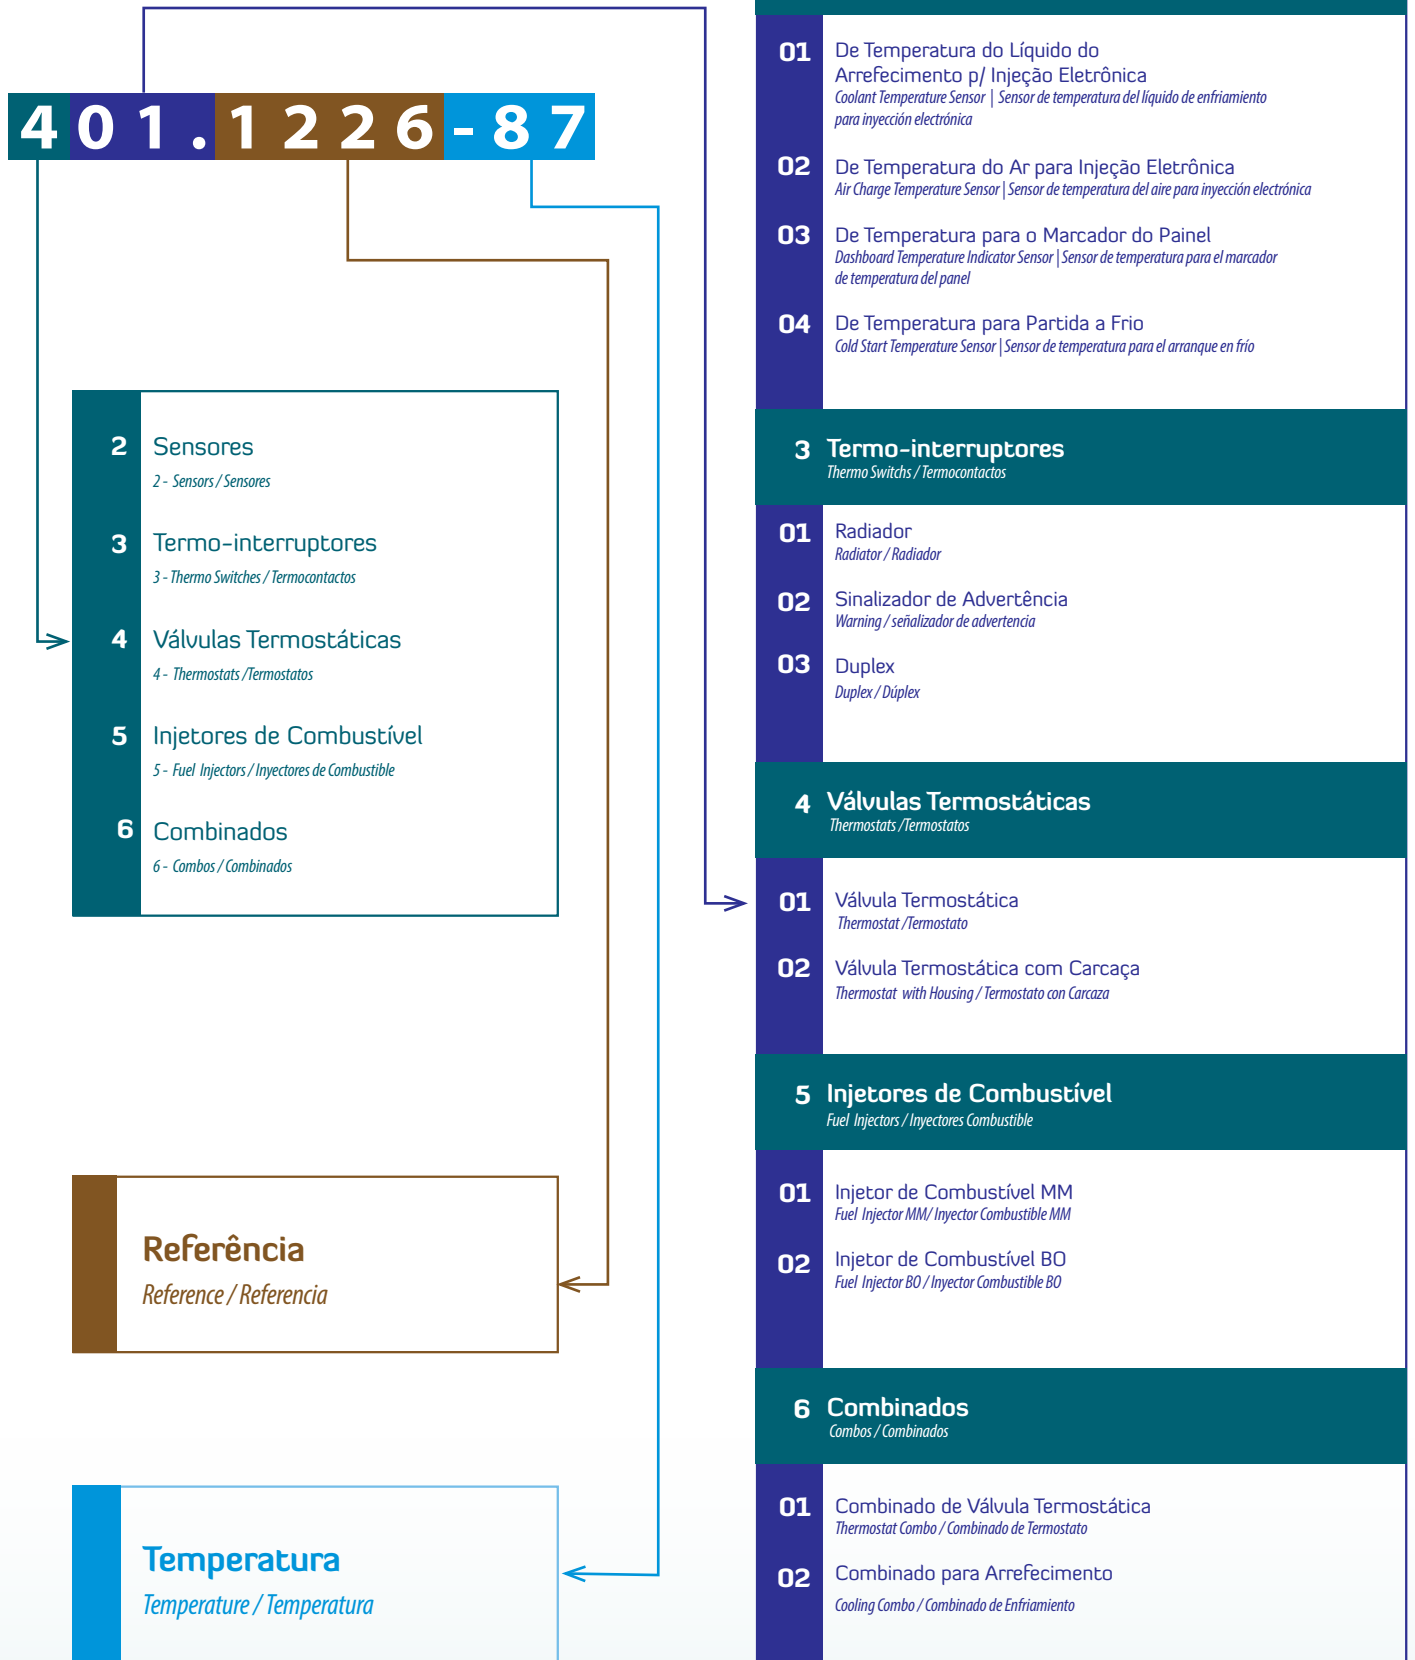 401.1226-87
2 Sensores
2 - Sensors / Sensores
3 Termo-interruptores
3 - Thermo Switches / Termocontactos
4 Válvulas Termostáticas
4 - Thermostats /Termostatos
5 Injetores de Combustível
5 - Fuel Injectors / Inyectores de Combustible
6 Combinados
6 - Combos / Combinados
Referência
Reference / Referencia
Temperatura
Temperature / Temperatura
01 De Temperatura do Líquido do
Arrefecimento p/ Injeção Eletrônica
Coolant Temperature Sensor | Sensor de temperatura del líquido de enfriamiento
para inyección electrónica
02 De Temperatura do Ar para Injeção Eletrônica
Air Charge Temperature Sensor | Sensor de temperatura del aire para inyección electrónica
03 De Temperatura para o Marcador do Painel
Dashboard Temperature Indicator Sensor | Sensor de temperatura para el marcador
de temperatura del panel
04 De Temperatura para Partida a Frio
Cold Start Temperature Sensor | Sensor de temperatura para el arranque en frío
3 Termo-interruptores
Thermo Switchs / Termocontactos
01 Radiador
Radiator / Radiador
02 Sinalizador de Advertência
Warning / señalizador de advertencia
03 Duplex
Duplex / Dúplex
4 Válvulas Termostáticas
Thermostats /Termostatos
01 Válvula Termostática
Thermostat /Termostato
02 Válvula Termostática com Carcaça
Thermostat with Housing / Termostato con Carcaza
5 Injetores de Combustível
Fuel Injectors / Inyectores Combustible
01 Injetor de Combustível MM
Fuel Injector MM/ Inyector Combustible MM
02 Injetor de Combustível BO
Fuel Injector BO / Inyector Combustible BO
6 Combinados
Combos / Combinados
01 Combinado de Válvula Termostática
Thermostat Combo / Combinado de Termostato
02 Combinado para Arrefecimento
Cooling Combo / Combinado de Enfriamiento